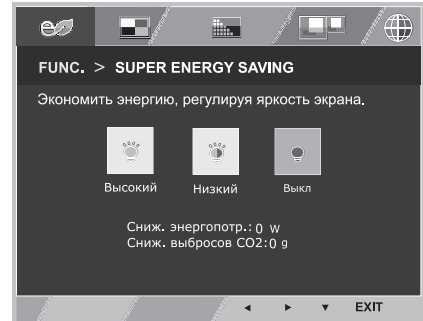 FUNC. > SUPER ENERGY SAVING
Экономить энергию, регулируя яркость экрана.
Высокий Низкий Выкл
Сниж. энергопотр.: 0 W
Сниж. выбросов CO2:0 g
EXIT